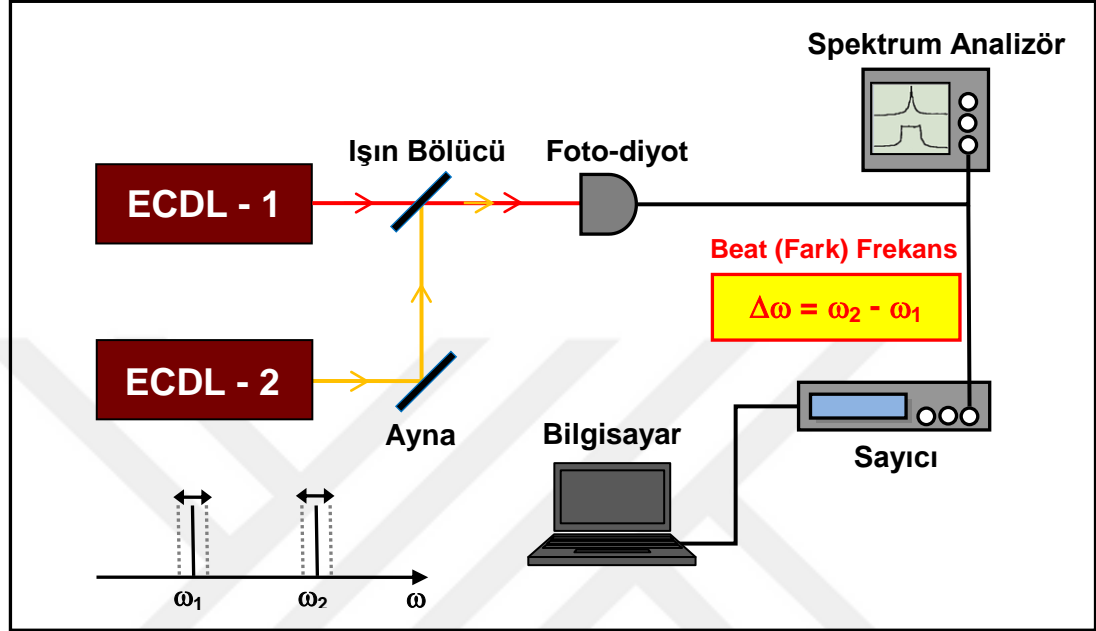 Spektrum Analizör
Işın Bölücü
Foto-diyot
ECDL - 1
Beat (Fark) Frekans
Δω = ω₂ - ω₁
ECDL - 2
Ayna
Bilgisayar
Sayıcı
ω₁
ω₂
ω